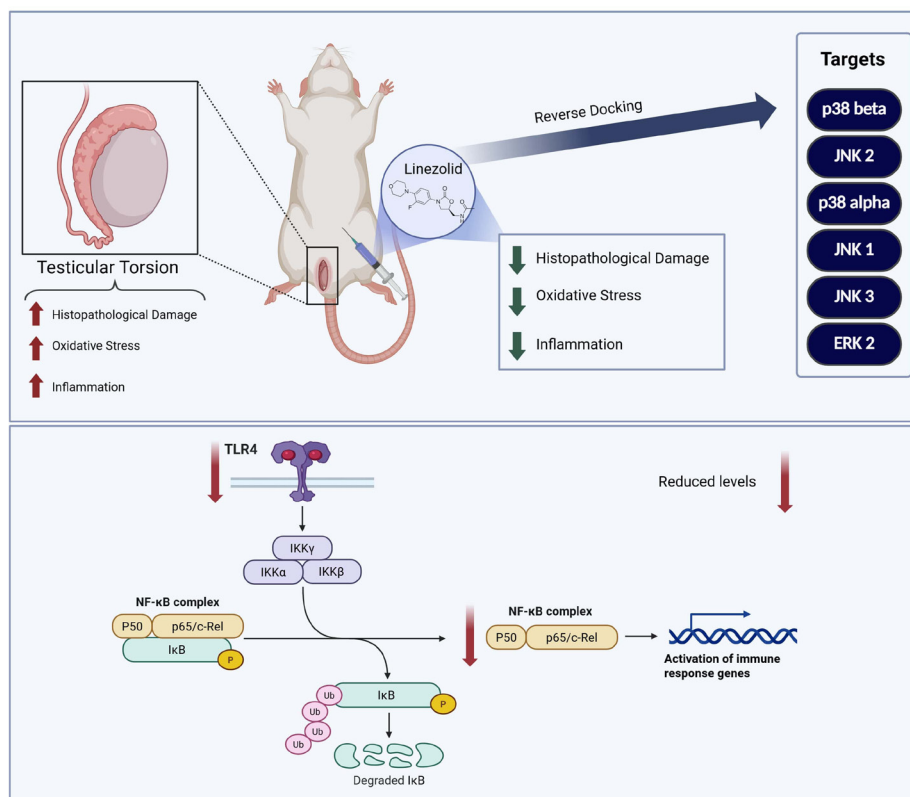 Targets
p38 beta
JNK 2
p38 alpha
JNK 1
JNK 3
ERK 2
Reverse Docking
Linezolid
O
N
F
O
N
O
O
N
H
Testicular Torsion
Histopathological Damage
Oxidative Stress
Inflammation
Histopathological Damage
Oxidative Stress
Inflammation
TLR4
Reduced levels
IKKγ
IKKα
IKKβ
NF-κB complex
P50
p65/c-Rel
IκB
P
NF-κB complex
P50
p65/c-Rel
Activation of immune
response genes
Ub
IκB
P
Ub
Ub
Ub
Degraded IκB